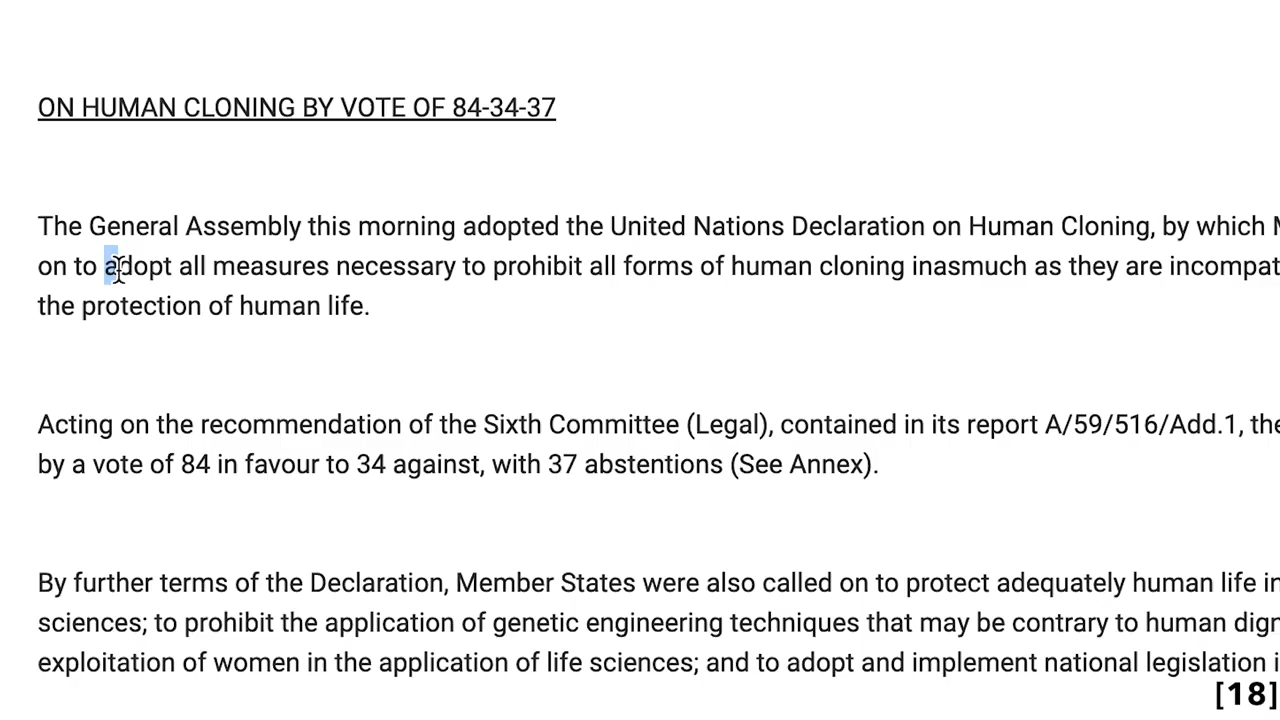 ON HUMAN CLONING BY VOTE OF 84-34-37
The General Assembly this morning adopted the United Nations Declaration on Human Cloning, by which
on to adopt all measures necessary to prohibit all forms of human cloning inasmuch as they are incompat
the protection of human life.
Acting on the recommendation of the Sixth Committee (Legal), contained in its report A/59/516/Add.1, the
by a vote of 84 in favour to 34 against, with 37 abstentions (See Annex).
By further terms of the Declaration, Member States were also called on to protect adequately human life in
sciences; to prohibit the application of genetic engineering techniques that may be contrary to human dign
exploitation of women in the application of life sciences; and to adopt and implement national legislation i
[18]